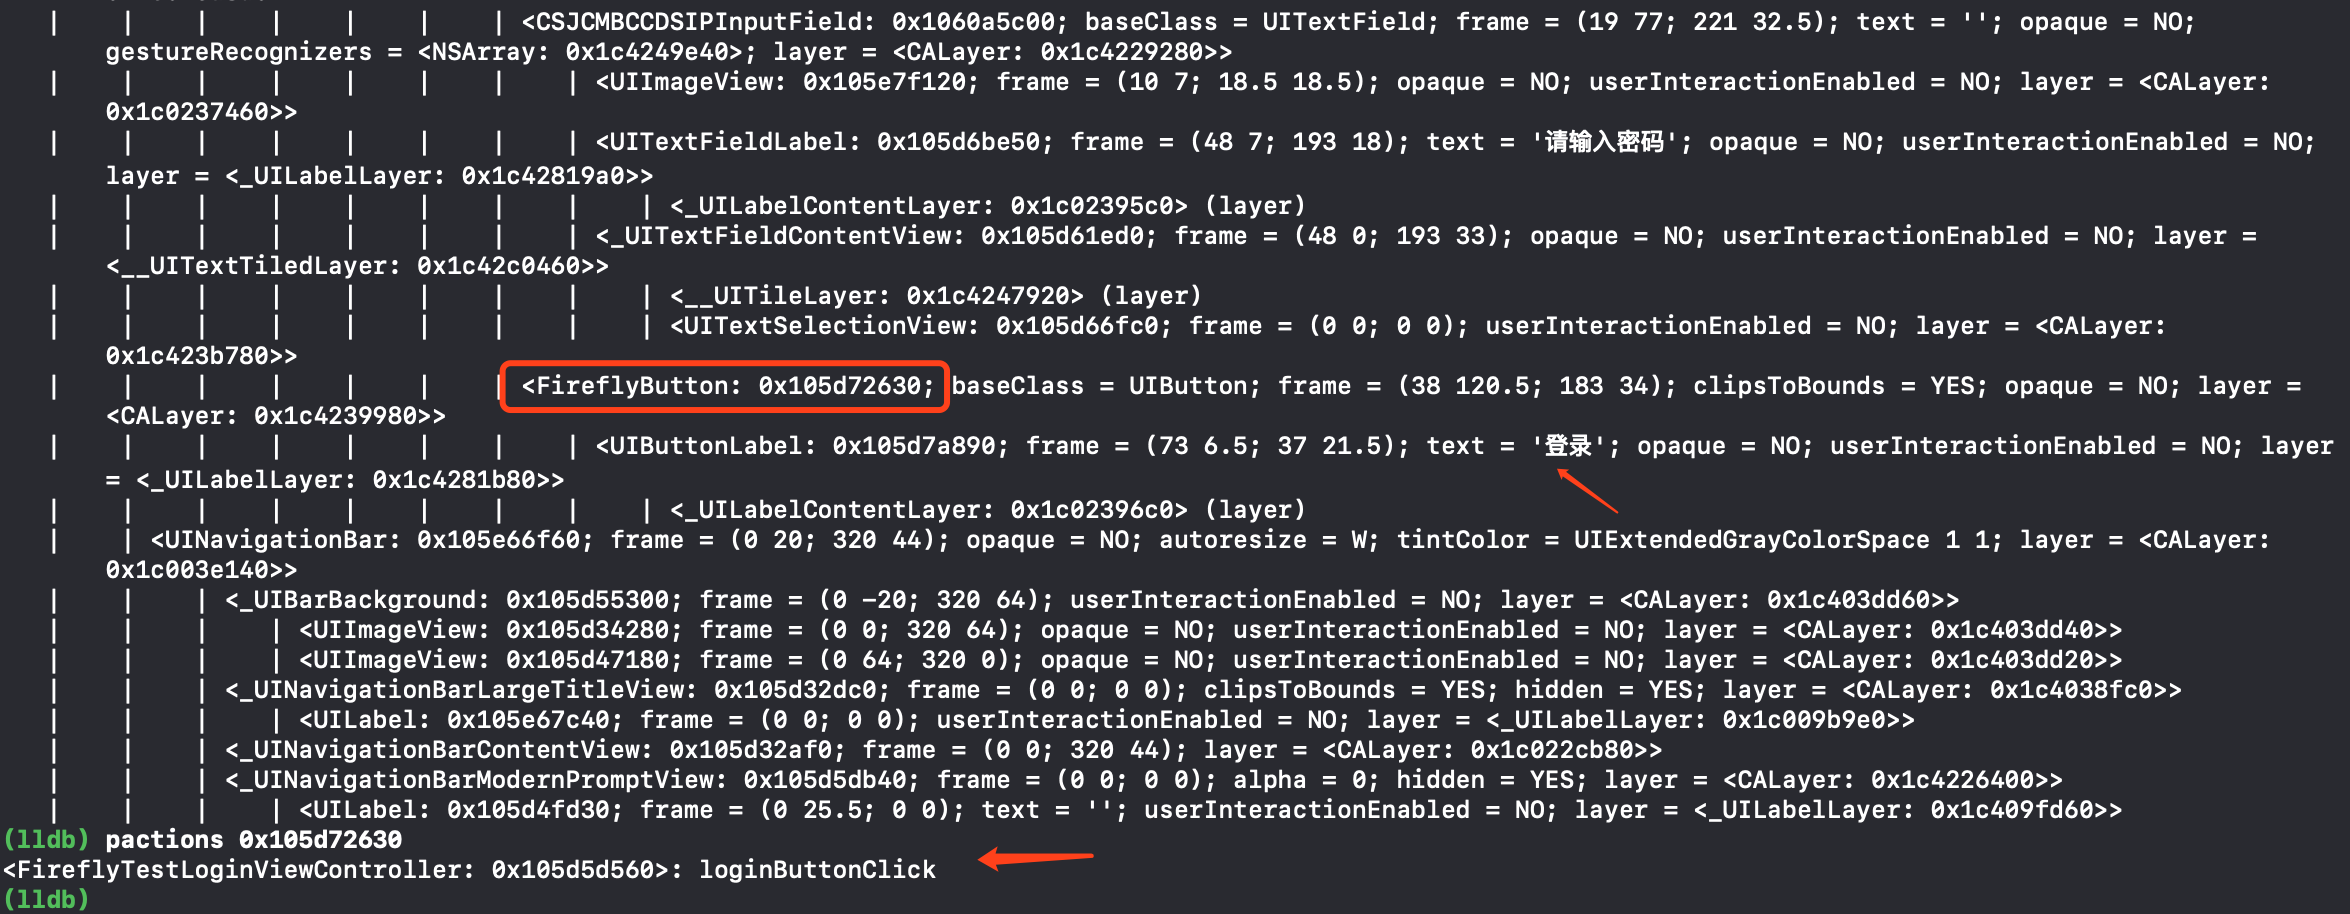 |    |    |    |    |    |    | <CSJCMBCCDSIPInputField: 0x1060a5c00; baseClass = UITextField; frame = (19 77; 221 32.5); text = ''; opaque = NO;
gestureRecognizers = <NSArray: 0x1c4249e40>; layer = <CALayer: 0x1c4229280>>
|    |    |    |    |    |    |    | <UIImageView: 0x105e7f120; frame = (10 7; 18.5 18.5); opaque = NO; userInteractionEnabled = NO; layer = <CALayer:
0x1c0237460>>
|    |    |    |    |    |    |    | <UITextFieldLabel: 0x105d6be50; frame = (48 7; 193 18); text = '请输入密码'; opaque = NO; userInteractionEnabled = NO;
layer = <_UILabelLayer: 0x1c42819a0>>
|    |    |    |    |    |    |    |    | <_UILabelContentLayer: 0x1c02395c0> (layer)
|    |    |    |    |    |    |    | <_UITextFieldContentView: 0x105d61ed0; frame = (48 0; 193 33); opaque = NO; userInteractionEnabled = NO; layer =
<__UITextTiledLayer: 0x1c42c0460>>
|    |    |    |    |    |    |    |    | <__UITileLayer: 0x1c4247920> (layer)
|    |    |    |    |    |    |    |    | <UITextSelectionView: 0x105d66fc0; frame = (0 0; 0 0); userInteractionEnabled = NO; layer = <CALayer:
0x1c423b780>>
|    |    |    |    |    |    | <FireflyButton: 0x105d72630; baseClass = UIButton; frame = (38 120.5; 183 34); clipsToBounds = YES; opaque = NO; layer =
<CALayer: 0x1c4239980>>
|    |    |    |    |    |    |    | <UIButtonLabel: 0x105d7a890; frame = (73 6.5; 37 21.5); text = '登录'; opaque = NO; userInteractionEnabled = NO; layer
= <_UILabelLayer: 0x1c4281b80>>
|    |    |    |    |    |    |    |    | <_UILabelContentLayer: 0x1c02396c0> (layer)
|    | <UINavigationBar: 0x105e66f60; frame = (0 20; 320 44); opaque = NO; autoresize = W; tintColor = UIExtendedGrayColorSpace 1 1; layer = <CALayer:
0x1c003e140>>
|    |    | <_UIBarBackground: 0x105d55300; frame = (0 -20; 320 64); userInteractionEnabled = NO; layer = <CALayer: 0x1c403dd60>>
|    |    |    | <UIImageView: 0x105d34280; frame = (0 0; 320 64); opaque = NO; userInteractionEnabled = NO; layer = <CALayer: 0x1c403dd40>>
|    |    |    | <UIImageView: 0x105d47180; frame = (0 64; 320 0); opaque = NO; userInteractionEnabled = NO; layer = <CALayer: 0x1c403dd20>>
|    |    | <_UINavigationBarLargeTitleView: 0x105d32dc0; frame = (0 0; 0 0); clipsToBounds = YES; hidden = YES; layer = <CALayer: 0x1c4038fc0>>
|    |    |    | <UILabel: 0x105e67c40; frame = (0 0; 0 0); userInteractionEnabled = NO; layer = <_UILabelLayer: 0x1c009b9e0>>
|    |    | <_UINavigationBarContentView: 0x105d32af0; frame = (0 0; 320 44); layer = <CALayer: 0x1c022cb80>>
|    |    | <_UINavigationBarModernPromptView: 0x105d5db40; frame = (0 0; 0 0); alpha = 0; hidden = YES; layer = <CALayer: 0x1c4226400>>
|    |    |    | <UILabel: 0x105d4fd30; frame = (0 25.5; 0 0); text = ''; userInteractionEnabled = NO; layer = <_UILabelLayer: 0x1c409fd60>>
(lldb) pactions 0x105d72630
<FireflyTestLoginViewController: 0x105d5d560>: loginButtonClick
(lldb)